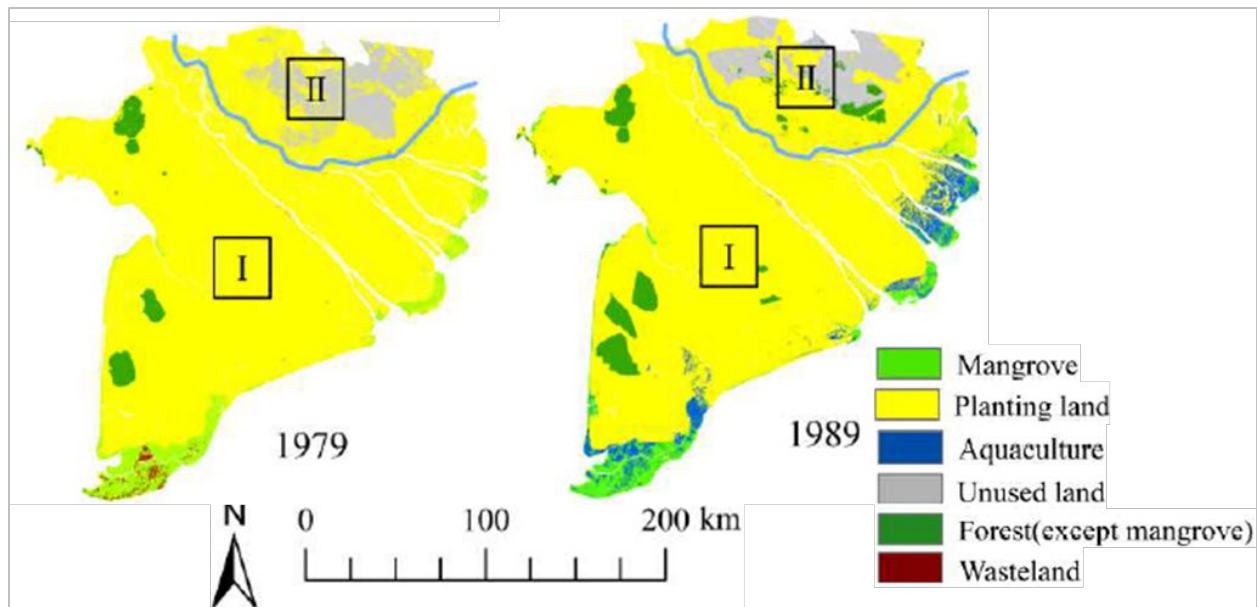 II
II
I
I
1979
1989
Mangrove
Planting land
Aquaculture
Unused land
Forest(except mangrove)
Wasteland
N
0 100 200 km